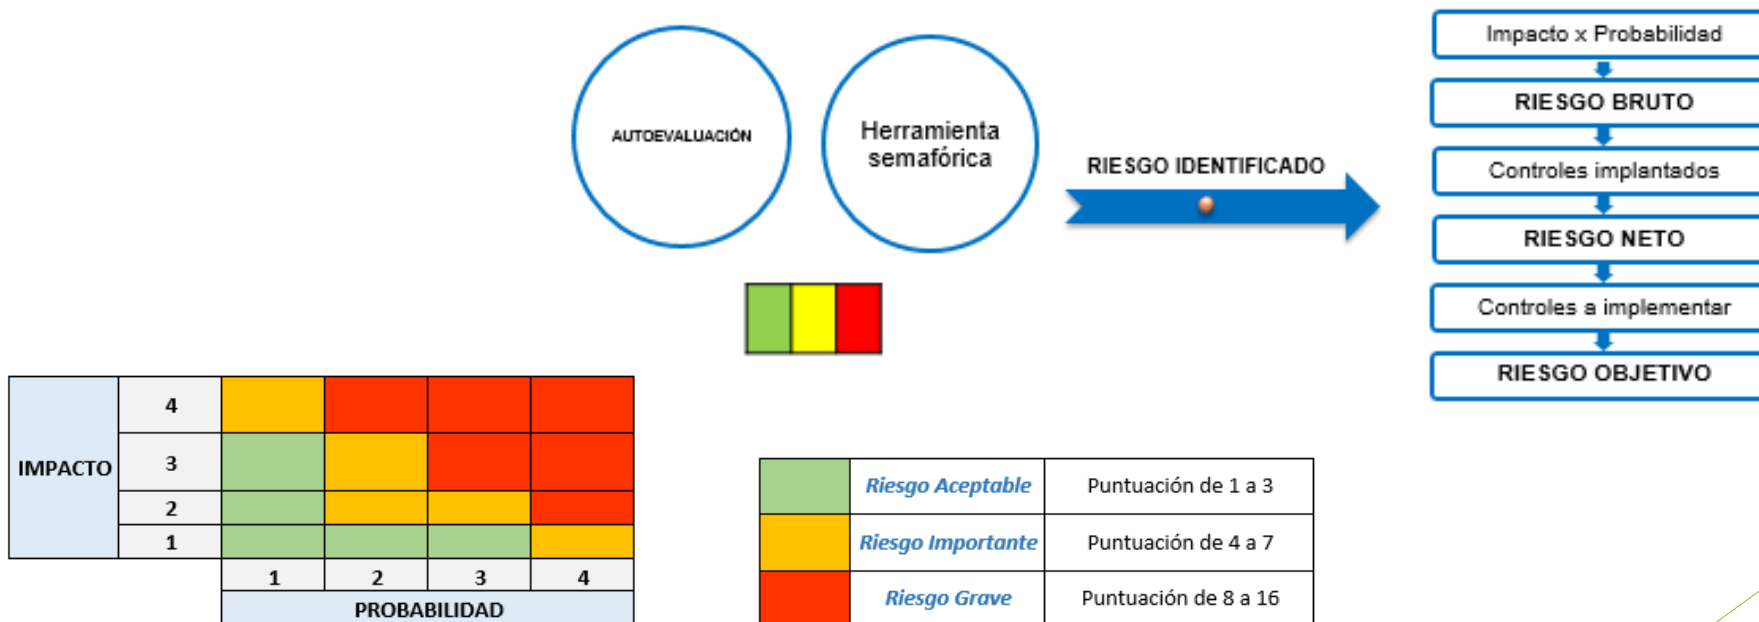 AUTOEVALUACIÓN
Herramienta
semafórica
RIESGO IDENTIFICADO
Impacto x Probabilidad
RIESGO BRUTO
Controles implantados
RIESGO NETO
Controles a implementar
RIESGO OBJETIVO
IMPACTO
4
3
2
1
1 2 3 4
PROBABILIDAD
Riesgo Aceptable Puntuación de 1 a 3
Riesgo Importante Puntuación de 4 a 7
Riesgo Grave Puntuación de 8 a 16